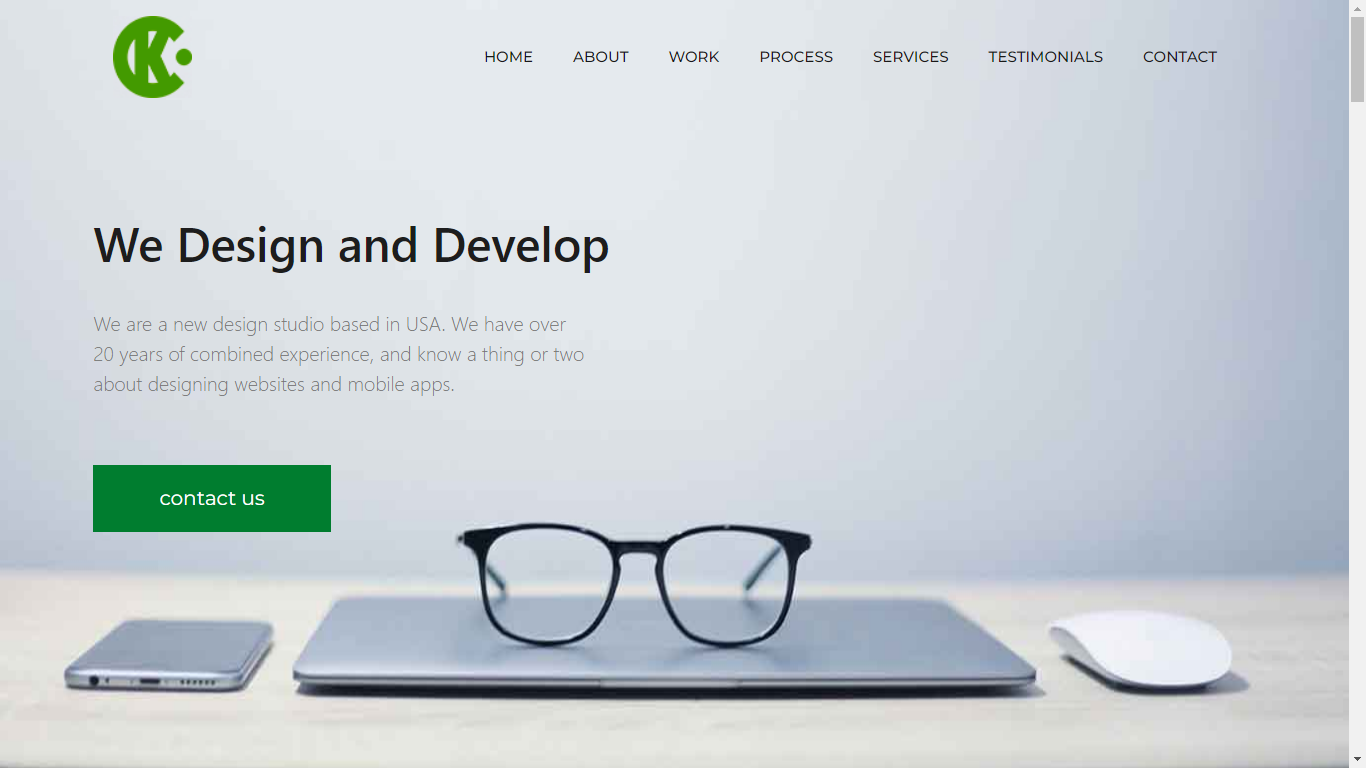 CK
HOME ABOUT WORK PROCESS SERVICES TESTIMONIALS CONTACT
We Design and Develop
We are a new design studio based in USA. We have over
20 years of combined experience, and know a thing or two
about designing websites and mobile apps.
contact us